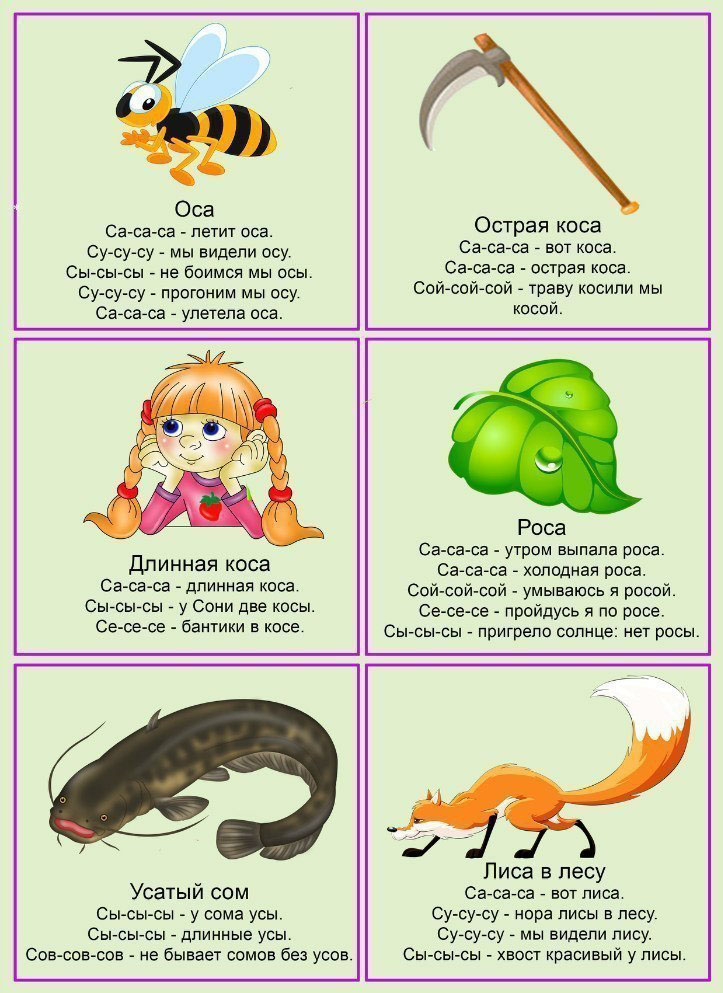 Оса
Са-са-са - летит оса.
Су-су-су - мы видели осу.
Сы-сы-сы - не боимся мы осы.
Су-су-су - прогоним мы осу.
Са-са-са - улетела оса.
Острая коса
Са-са-са - вот коса.
Са-са-са - острая коса.
Сой-сой-сой - траву косили мы
косой.
Длинная коса
Са-са-са - длинная коса.
Сы-сы-сы - у Сони две косы.
Се-се-се - бантики в косе.
Роса
Са-са-са - утром выпала роса.
Са-са-са - холодная роса.
Сой-сой-сой - умываюсь я росой.
Се-се-се - пройдусь я по росе.
Сы-сы-сы - пригрело солнце: нет росы.
Усатый сом
Сы-сы-сы - у сома усы.
Сы-сы-сы - длинные усы.
Сов-сов-сов - не бывает сомов без усов.
Лиса в лесу
Са-са-са - вот лиса.
Су-су-су - нора лисы в лесу.
Су-су-су - мы видели лису.
Сы-сы-сы - хвост красивый у лисы.